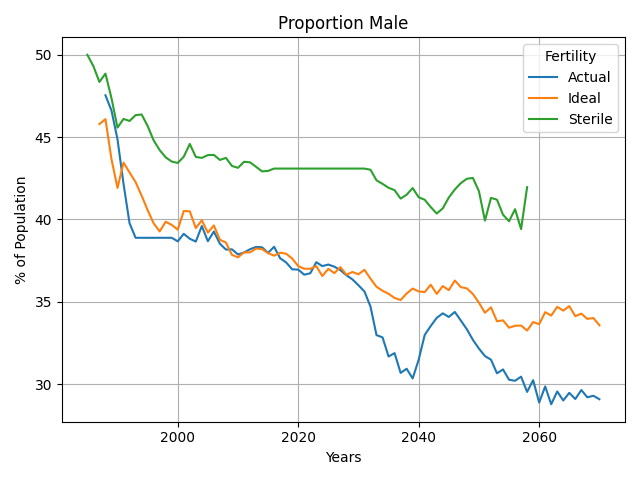 Proportion Male
% of Population
50
45
40
35
30
Fertility
Actual
Ideal
Sterile
2000 2020 2040 2060
Years